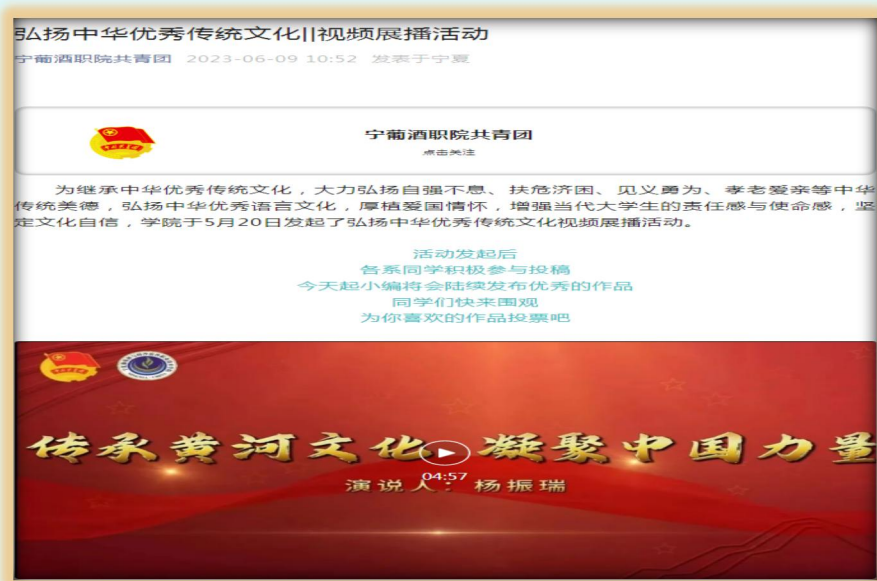 弘扬中华优秀传统文化||视频展播活动
宁葡酒职院共青团 2023-06-09 10:52 发表于宁夏
宁葡酒职院共青团
点击关注
为继承中华优秀传统文化，大力弘扬自强不息、扶危济困、见义勇为、孝老爱亲等中华
传统美德，弘扬中华优秀语言文化，厚植爱国情怀，增强当代大学生的责任感与使命感，坚
定文化自信，学院于5月20日发起了弘扬中华优秀传统文化视频展播活动。
活动发起后
各系同学积极参与投稿
今天起小编将会陆续发布优秀的作品
同学们快来围观
为你喜欢的作品投票吧
传承黄河文化 凝聚中国力量
04:57
演说人：杨振瑞